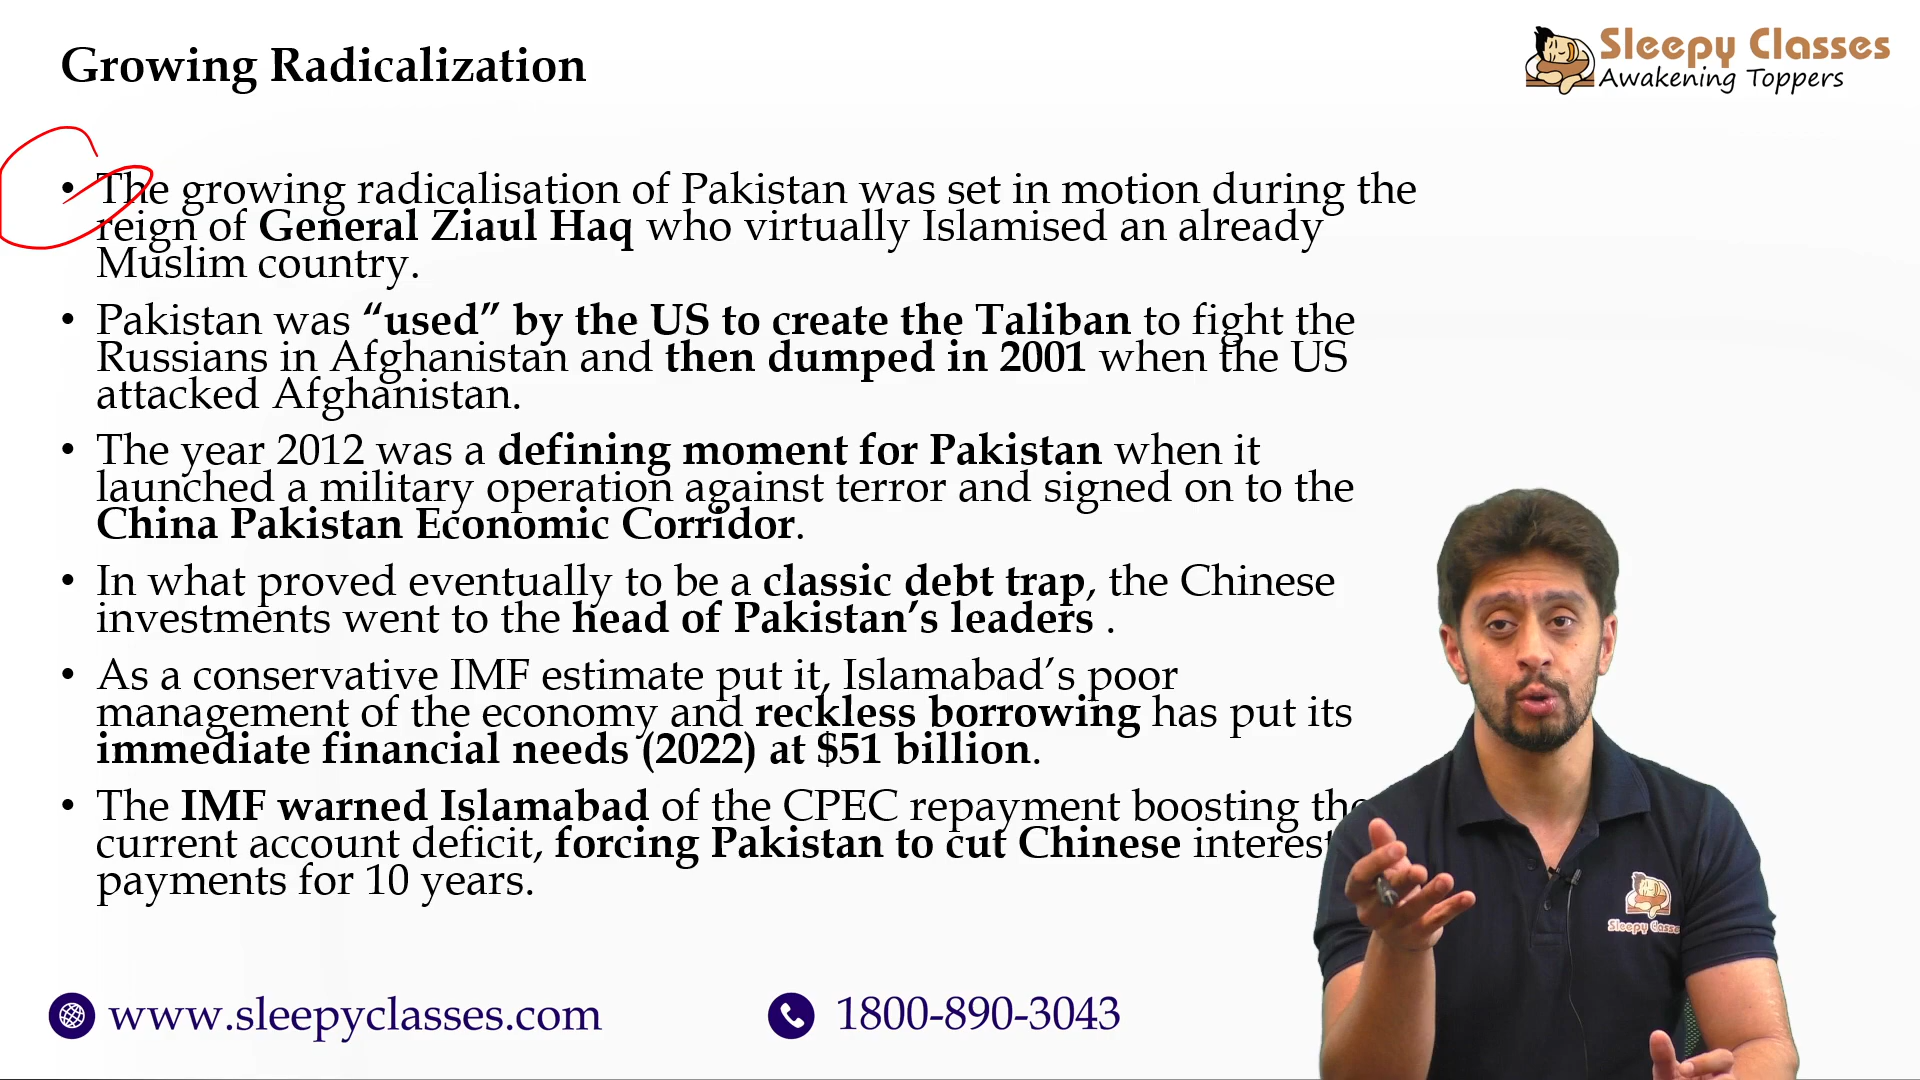 Growing Radicalization
Sleepy Classes
Awakening Toppers
• The growing radicalisation of Pakistan was set in motion during the
reign of General Ziaul Haq who virtually Islamised an already
Muslim country.
• Pakistan was “used” by the US to create the Taliban to fight the
Russians in Afghanistan and then dumped in 2001 when the US
attacked Afghanistan.
• The year 2012 was a defining moment for Pakistan when it
launched a military operation against terror and signed on to the
China Pakistan Economic Corridor.
• In what proved eventually to be a classic debt trap, the Chinese
investments went to the head of Pakistan’s leaders .
• As a conservative IMF estimate put it, Islamabad’s poor
management of the economy and reckless borrowing has put its
immediate financial needs (2022) at $51 billion.
• The IMF warned Islamabad of the CPEC repayment boosting the
current account deficit, forcing Pakistan to cut Chinese interest
payments for 10 years.
Sleepy Classes
www.sleepyclasses.com
1800-890-3043